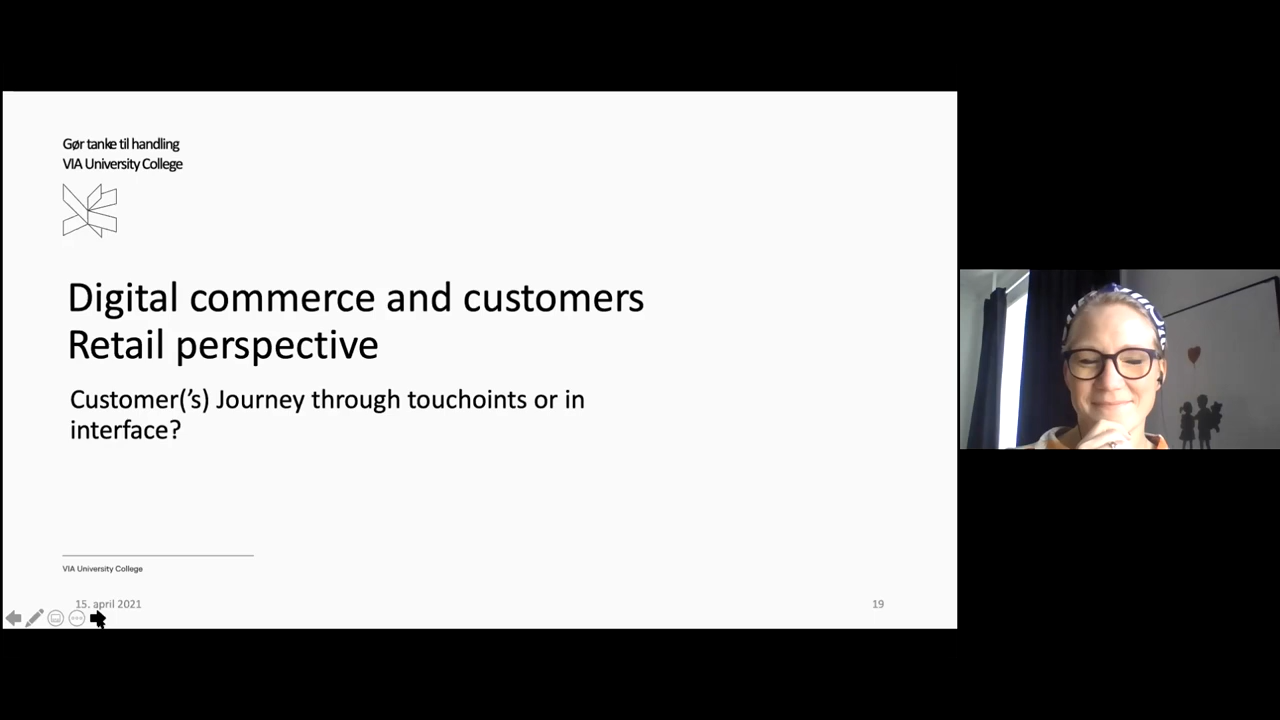 Gør tanke til handling
VIA University College
Digital commerce and customers
Retail perspective
Customer(’s) Journey through touchoints or in
interface?
VIA University College
15. april 2021
19